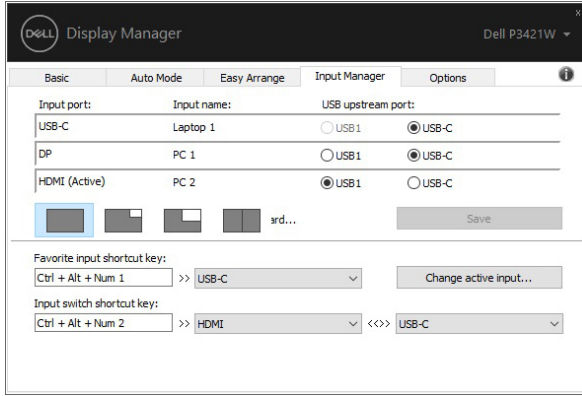 x
DELL Display Manager Dell P3421W
Basic Auto Mode Easy Arrange Input Manager Options i
Input port: Input name: USB upstream port:
USB-C Laptop 1 USB1 USB-C
DP PC 1 USB1 USB-C
HDMI (Active) PC 2 USB1 USB-C
ard... Save
Favorite input shortcut key:
Ctrl + Alt + Num 1 >> USB-C Change active input...
Input switch shortcut key:
Ctrl + Alt + Num 2 >> HDMI <<>> USB-C